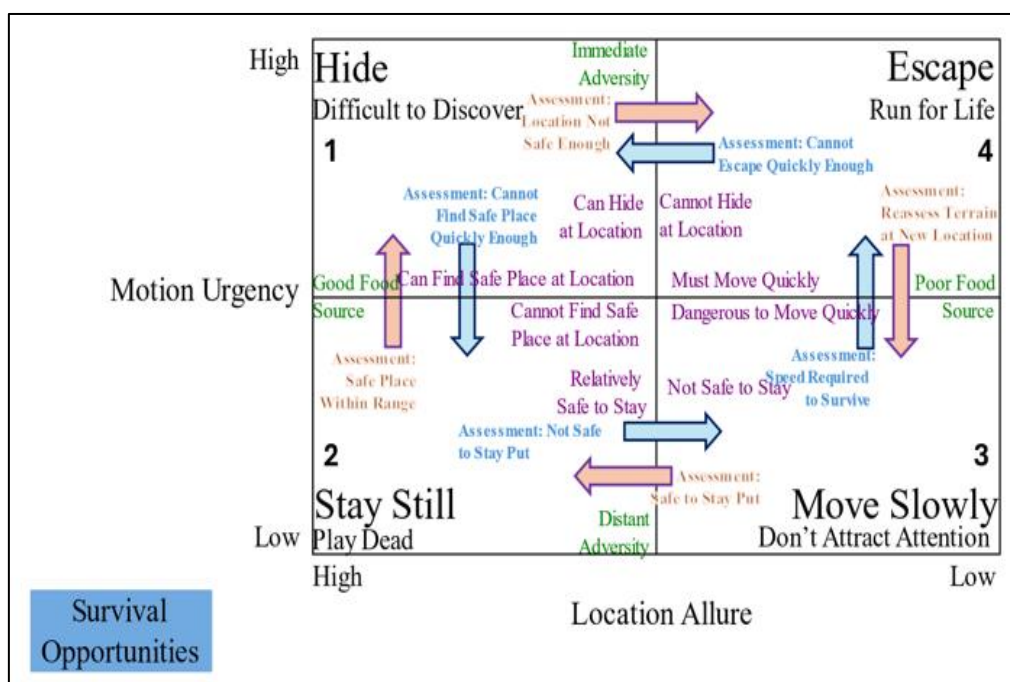 High
Hide
Difficult to Discover
1
Immediate
Adversity
Escape
Run for Life
4
Assessment:
Location Not
Safe Enough
Assessment: Cannot
Escape Quickly Enough
Assessment: Cannot
Find Safe Place
Quickly Enough
Can Hide
at Location
Cannot Hide
at Location
Assessment:
Reassess Terrain
at New Location
Motion Urgency
Good Food
Source
Can Find Safe Place at Location
Must Move Quickly
Poor Food
Source
Cannot Find Safe
Place at Location
Dangerous to Move Quickly
Assessment:
Safe Place
Within Range
Relatively
Safe to Stay
Not Safe to Stay
Assessment:
Speed Required
to Survive
Assessment: Not Safe
to Stay Put
2
Stay Still
Play Dead
Assessment:
Safe to Stay Put
Distant
Adversity
3
Move Slowly
Don't Attract Attention
Low
High
Low
Location Allure
Survival
Opportunities